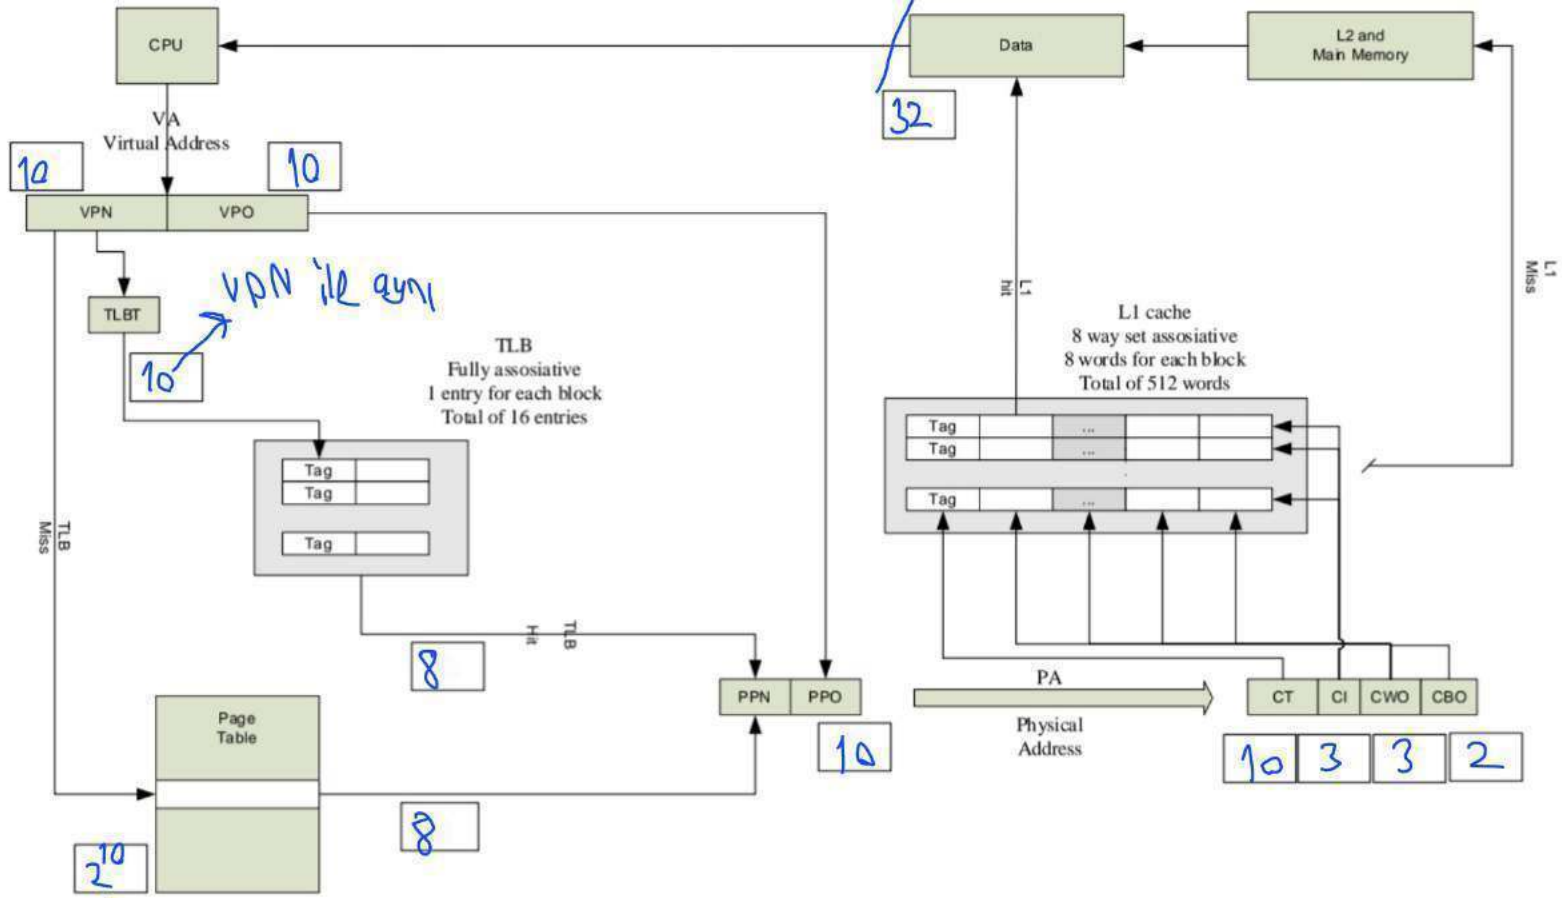 CPU
Data
L2 and
Main Memory
32
VA
Virtual Address
10
10
VPN
VPO
VPN ile aynı
TLBT
10
TLB
Fully assosiative
1 entry for each block
Total of 16 entries
L1
hit
L1
Miss
L1 cache
8 way set assosiative
8 words for each block
Total of 512 words
Tag
...
Tag
...
Tag
...
Tag
Tag
Tag
TLB
Miss
TLB
Hit
8
PPN
PPO
10
PA
Physical
Address
CT
CI
CWO
CBO
10
3
3
2
Page
Table
8
2^10